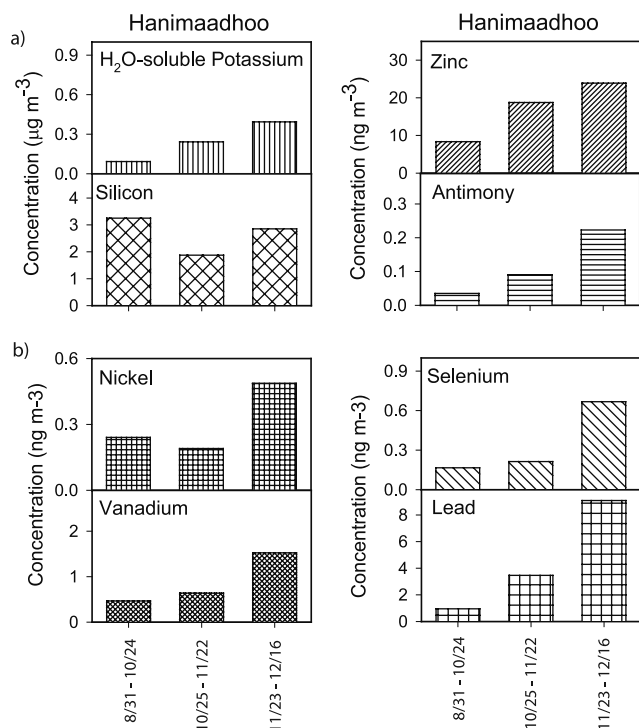 Hanimaadhoo
Hanimaadhoo
a)
H₂O-soluble Potassium
0.9
0.6
0.3
0.0
Concentration (µg m⁻³)
Silicon
4
3
2
1
0
Zinc
30
20
10
0
Concentration (ng m⁻³)
Antimony
0.3
0.2
0.1
0.0
b)
Nickel
0.6
0.3
0.0
Concentration (ng m-3)
Vanadium
2
1
0
8/31 - 10/24
10/25 - 11/22
11/23 - 12/16
Selenium
0.9
0.6
0.3
0.0
Concentration (ng m-3)
Lead
8
6
4
2
0
8/31 - 10/24
10/25 - 11/22
11/23 - 12/16